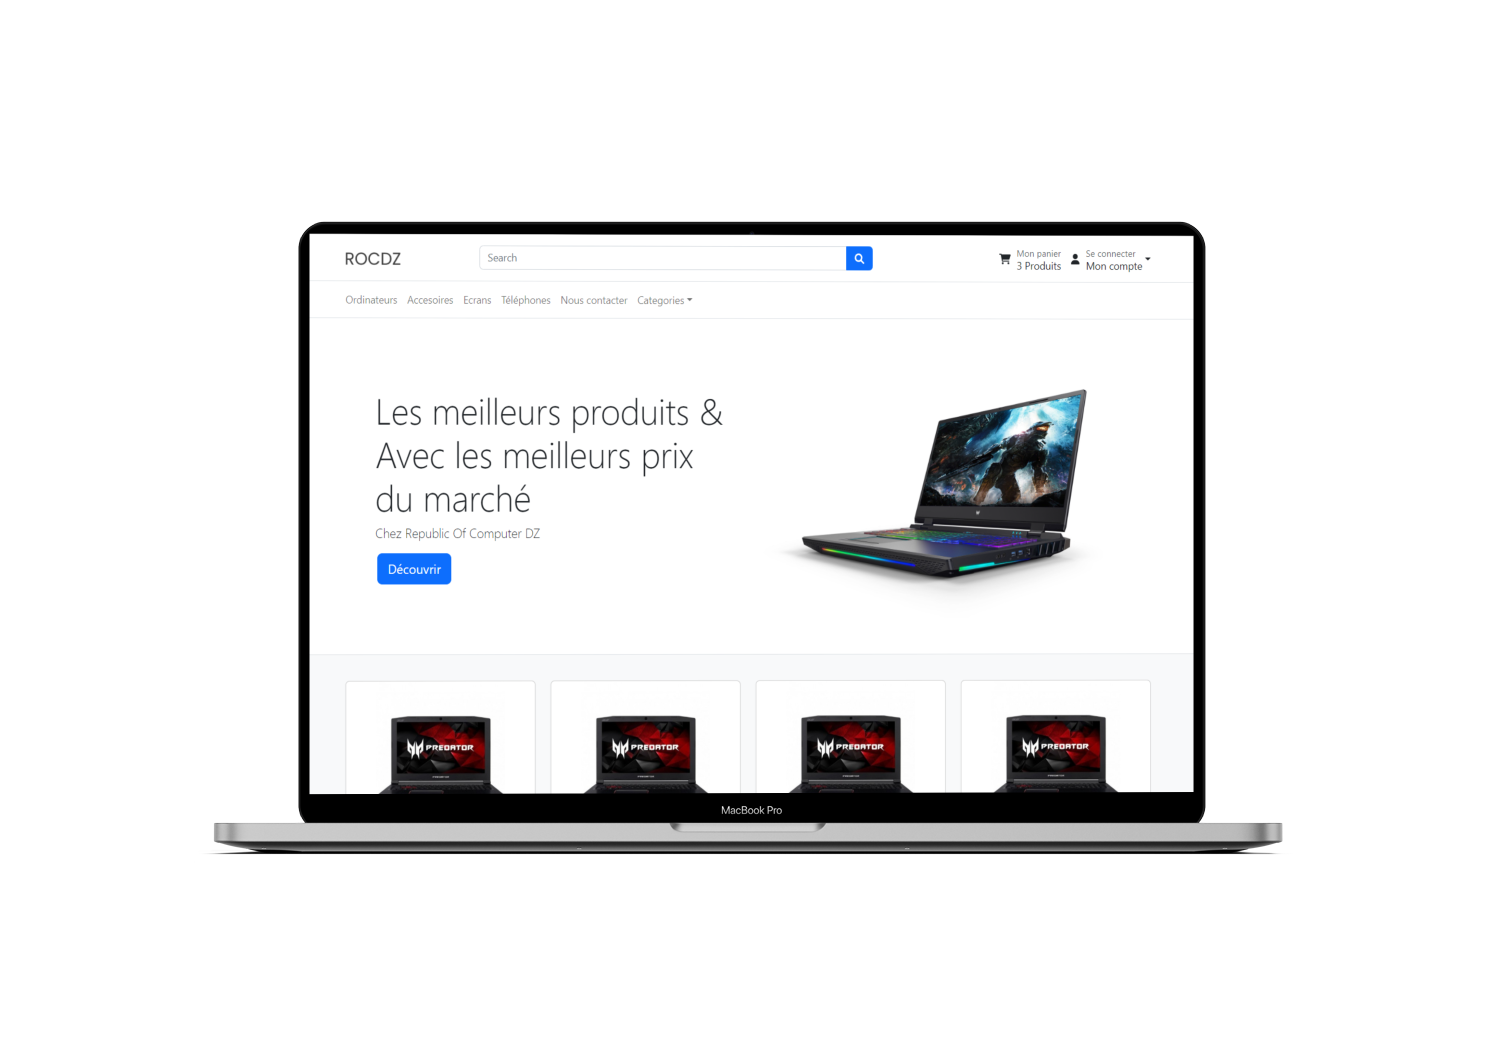 ROCDZ
Search
Mon panier
3 Produits
Se connecter
Mon compte
Ordinateurs Accesoires Ecrans Téléphones Nous contacter Categories
Les meilleurs produits &
Avec les meilleurs prix
du marché
Chez Republic Of Computer DZ
Découvrir
PREDATOR
PREDATOR
PREDATOR
PREDATOR
MacBook Pro